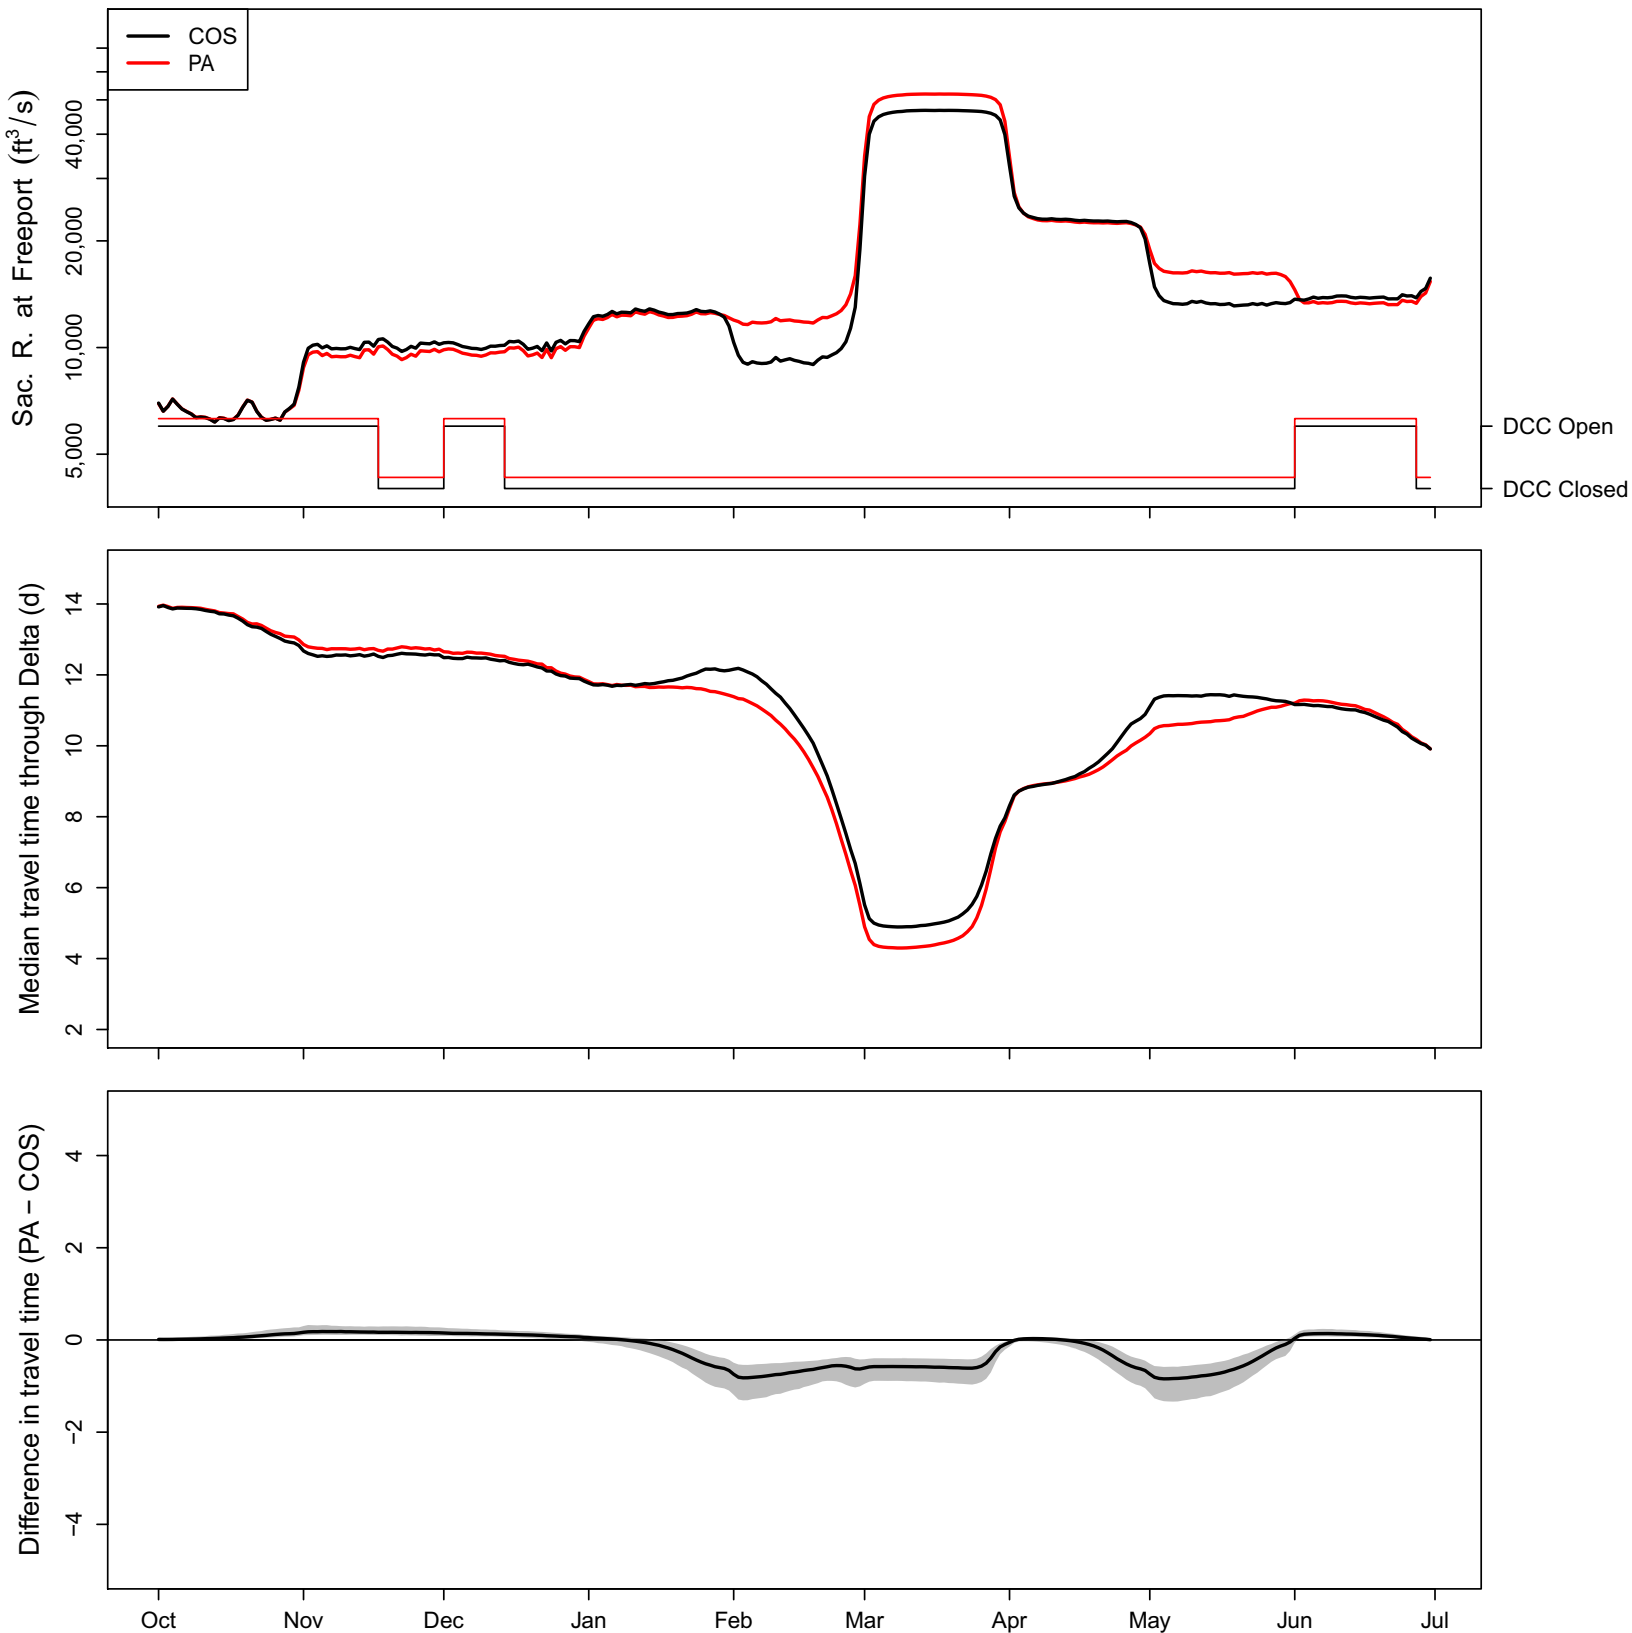 COS
PA
Sac. R. at Freeport (ft³/s)
40,000
20,000
10,000
5,000
DCC Open
DCC Closed
Median travel time through Delta (d)
14
12
10
8
6
4
2
Difference in travel time (PA − COS)
4
2
0
−2
−4
Oct Nov Dec Jan Feb Mar Apr May Jun Jul